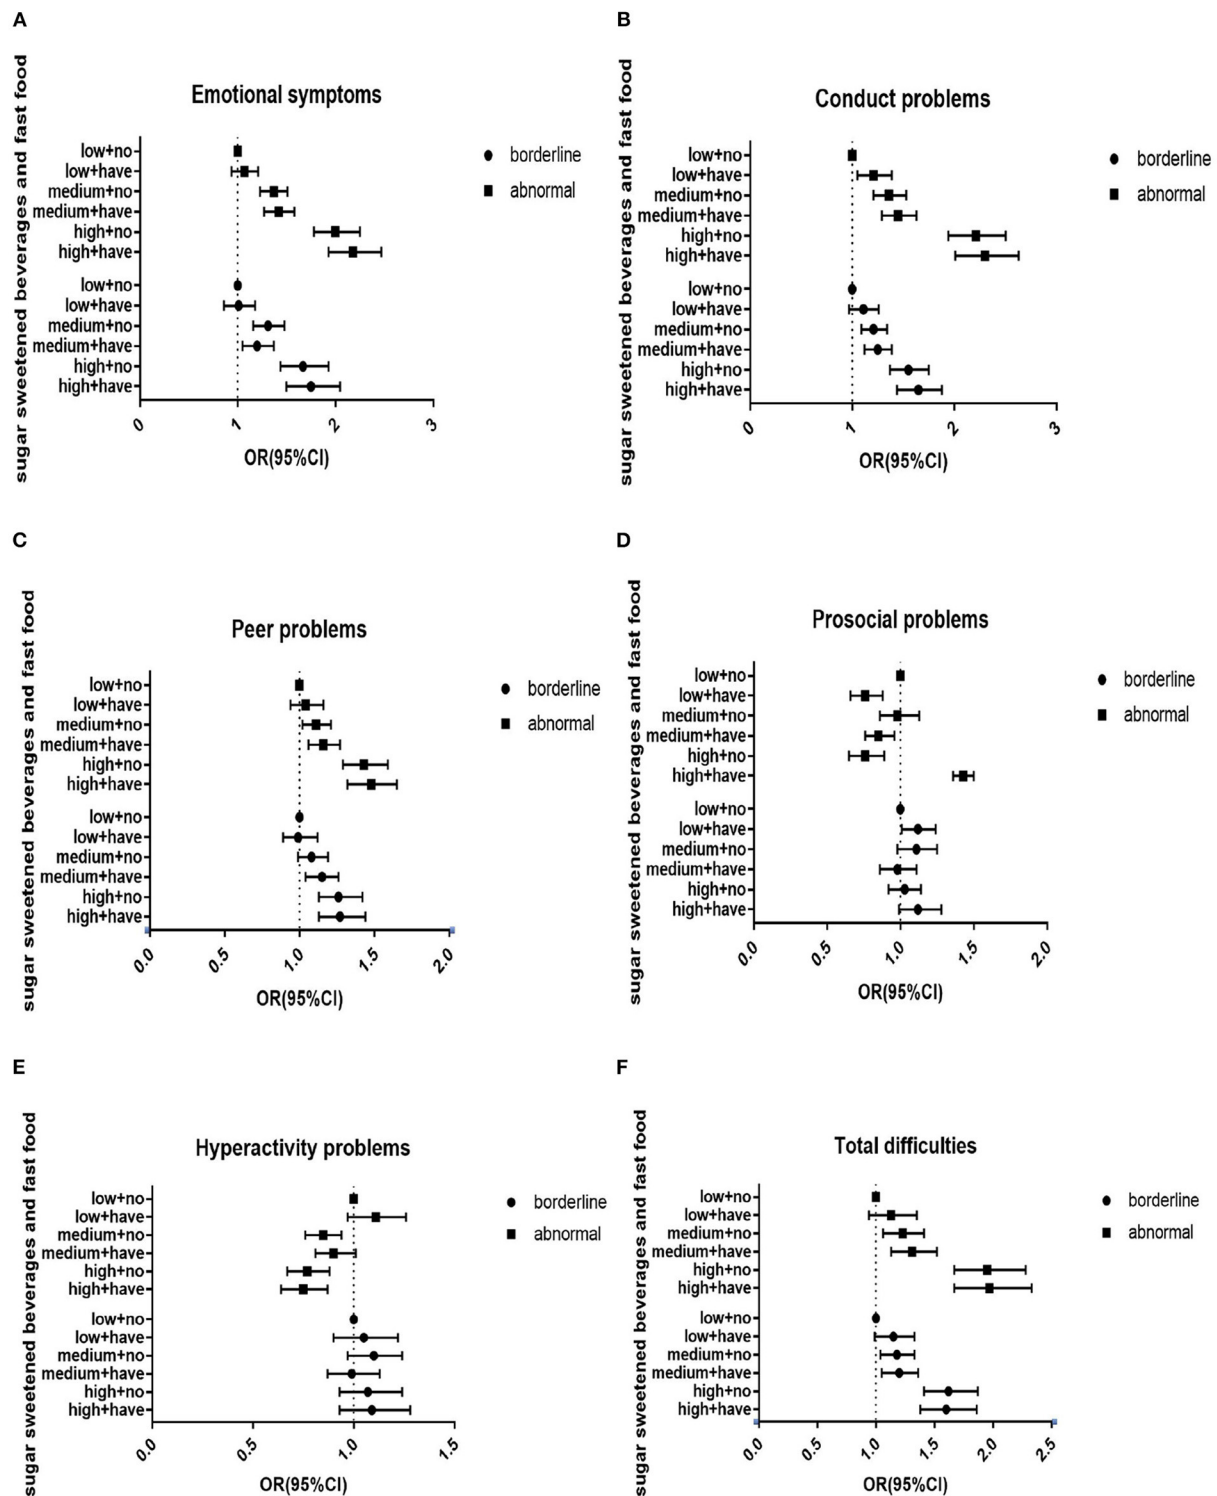 A
sugar sweetened beverages and fast food
Emotional symptoms
low+no
low+have
medium+no
medium+have
high+no
high+have
low+no
low+have
medium+no
medium+have
high+no
high+have
0 1 2 3
OR(95%CI)
borderline
abnormal
B
sugar sweetened beverages and fast food
Conduct problems
low+no
low+have
medium+no
medium+have
high+no
high+have
low+no
low+have
medium+no
medium+have
high+no
high+have
0 1 2 3
OR(95%CI)
borderline
abnormal
C
sugar sweetened beverages and fast food
Peer problems
low+no
low+have
medium+no
medium+have
high+no
high+have
low+no
low+have
medium+no
medium+have
high+no
high+have
0.0 0.5 1.0 1.5 2.0
OR(95%CI)
borderline
abnormal
D
sugar sweetened beverages and fast food
Prosocial problems
low+no
low+have
medium+no
medium+have
high+no
high+have
low+no
low+have
medium+no
medium+have
high+no
high+have
0.0 0.5 1.0 1.5 2.0
OR(95%CI)
borderline
abnormal
E
sugar sweetened beverages and fast food
Hyperactivity problems
low+no
low+have
medium+no
medium+have
high+no
high+have
low+no
low+have
medium+no
medium+have
high+no
high+have
0.0 0.5 1.0 1.5
OR(95%CI)
borderline
abnormal
F
sugar sweetened beverages and fast food
Total difficulties
low+no
low+have
medium+no
medium+have
high+no
high+have
low+no
low+have
medium+no
medium+have
high+no
high+have
0.0 0.5 1.0 1.5 2.0 2.5
OR(95%CI)
borderline
abnormal